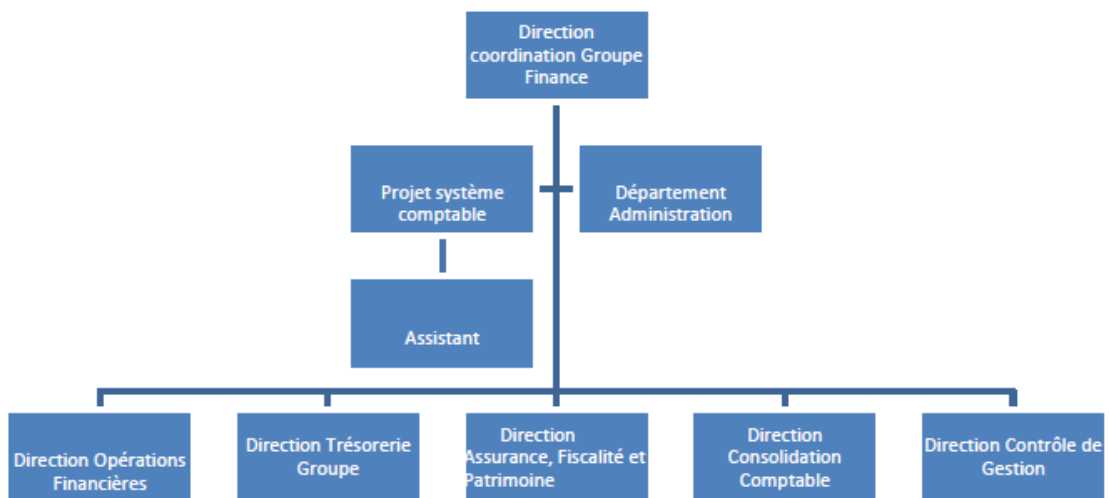 Direction
coordination Groupe
Finance
Projet système
comptable
Département
Administration
Assistant
Direction Opérations
Financières
Direction Trésorerie
Groupe
Direction
Assurance, Fiscalité et
Patrimoine
Direction
Consolidation
Comptable
Direction Contrôle de
Gestion